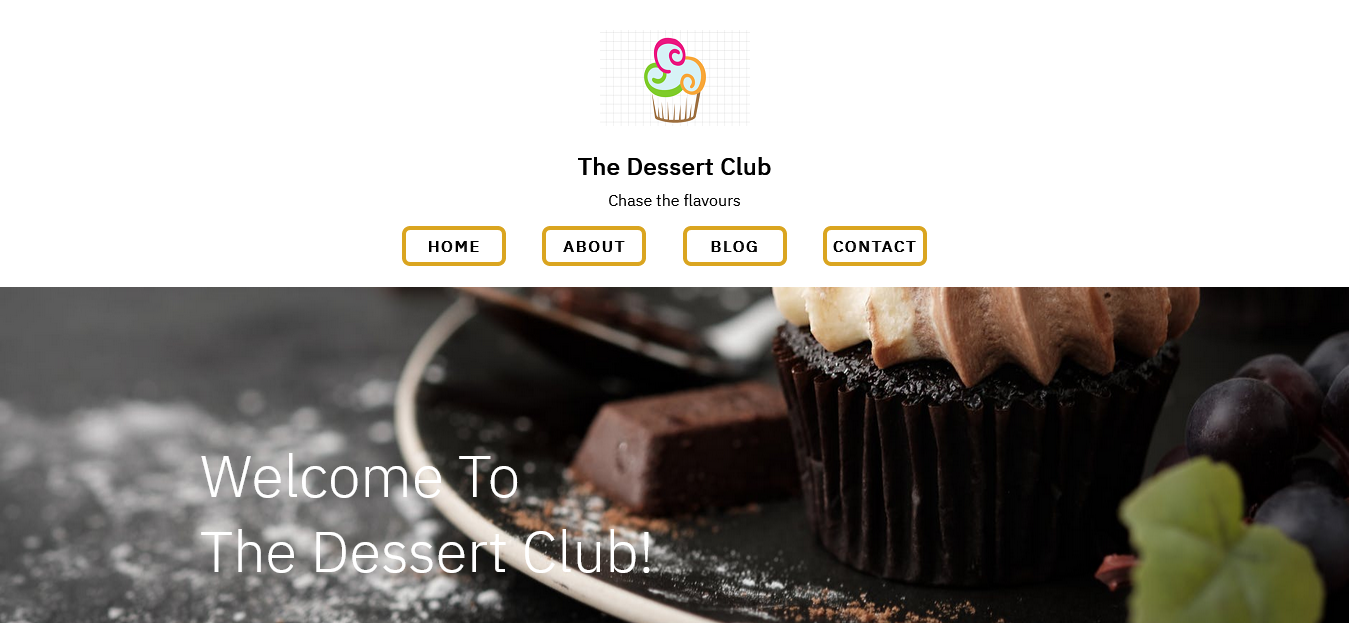 The Dessert Club
Chase the flavours
HOME ABOUT BLOG CONTACT
Welcome To
The Dessert Club!